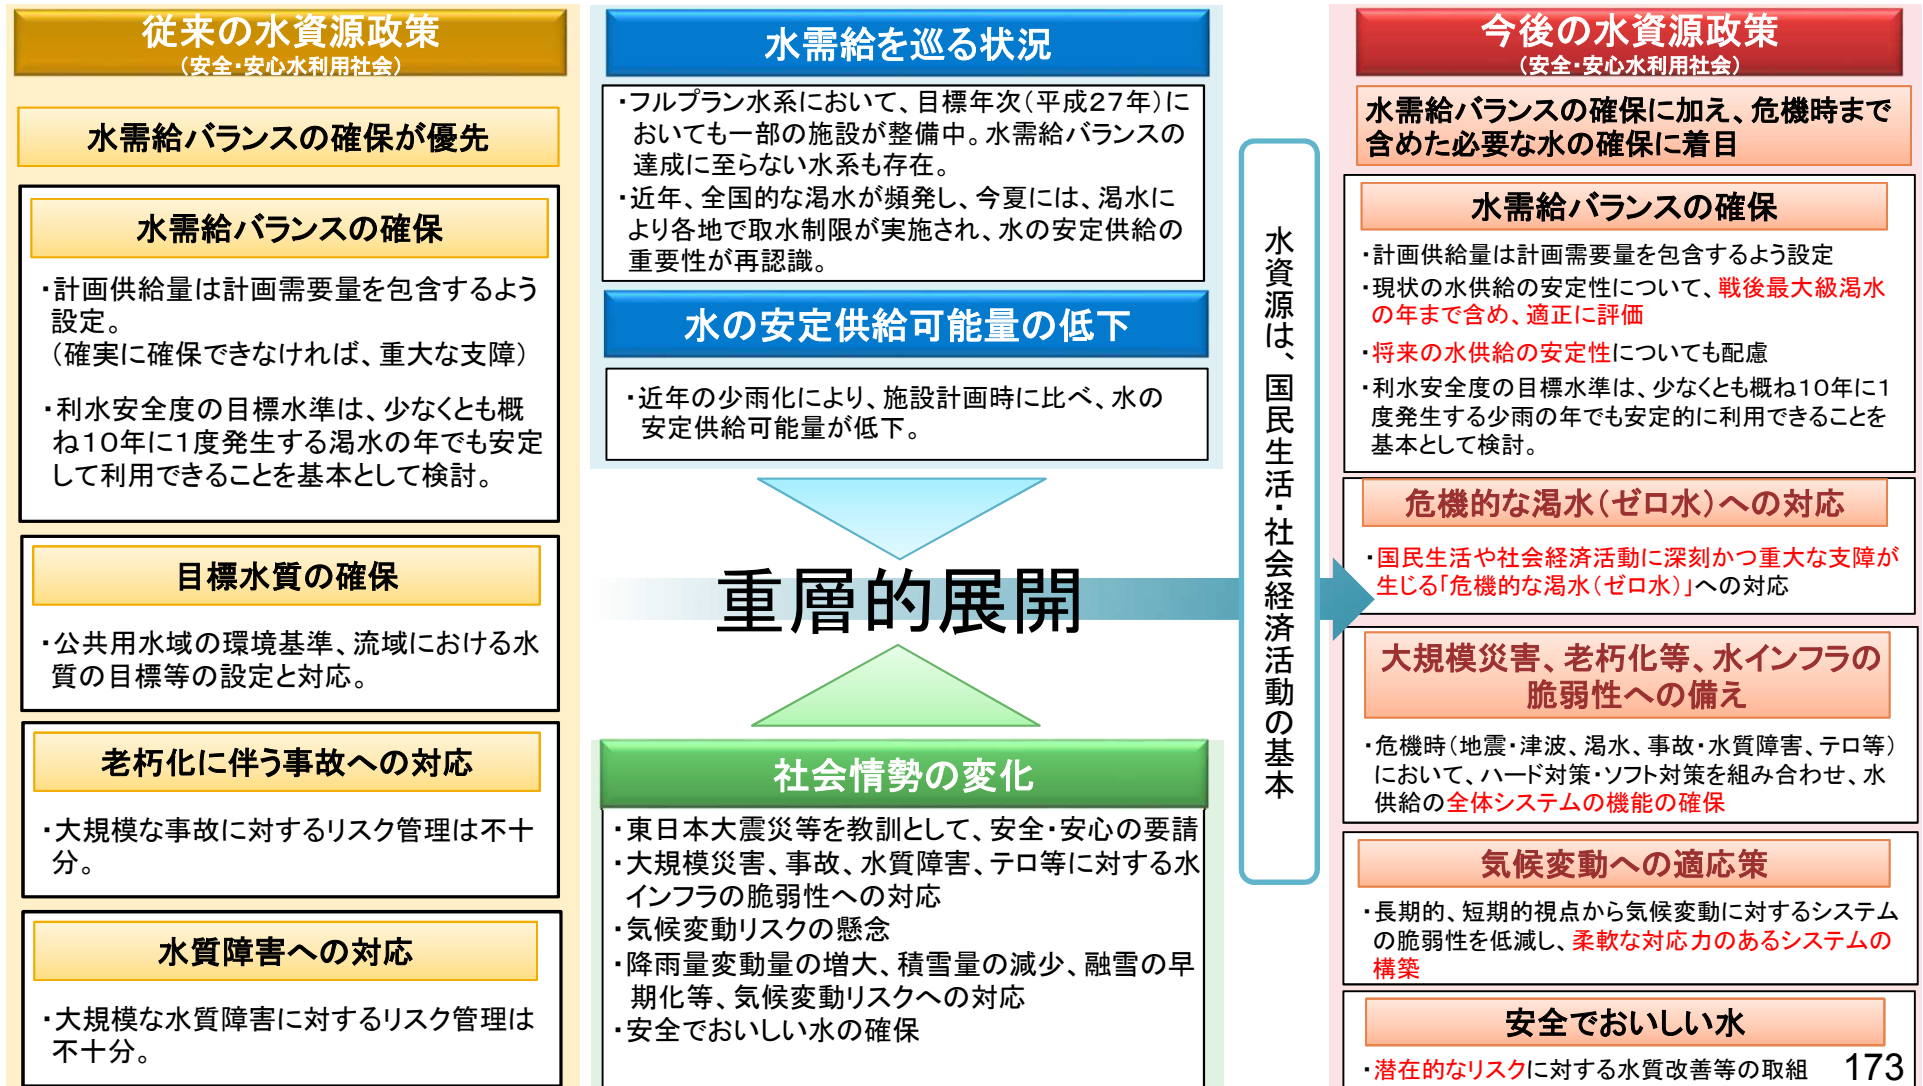 従来の水資源政策
（安全・安心水利用社会）
水需給バランスの確保が優先
水需給バランスの確保
・計画供給量は計画需要量を包含するよう
設定。
（確実に確保できなければ、重大な支障）
・利水安全度の目標水準は、少なくとも概
ね１０年に１度発生する渇水の年でも安定
して利用できることを基本として検討。
目標水質の確保
・公共用水域の環境基準、流域における水
質の目標等の設定と対応。
老朽化に伴う事故への対応
・大規模な事故に対するリスク管理は不十
分。
水質障害への対応
・大規模な水質障害に対するリスク管理は
不十分。
水需給を巡る状況
・フルプラン水系において、目標年次（平成２７年）に
おいても一部の施設が整備中。水需給バランスの
達成に至らない水系も存在。
・近年、全国的な渇水が頻発し、今夏には、渇水に
より各地で取水制限が実施され、水の安定供給の
重要性が再認識。
水の安定供給可能量の低下
・近年の少雨化により、施設計画時に比べ、水の
安定供給可能量が低下。
重層的展開
社会情勢の変化
・東日本大震災等を教訓として、安全・安心の要請
・大規模災害、事故、水質障害、テロ等に対する水
インフラの脆弱性への対応
・気候変動リスクの懸念
・降雨量変動量の増大、積雪量の減少、融雪の早
期化等、気候変動リスクへの対応
・安全でおいしい水の確保
水資源は、国民生活・社会経済活動の基本
今後の水資源政策
（安全・安心水利用社会）
水需給バランスの確保に加え、危機時まで
含めた必要な水の確保に着目
水需給バランスの確保
・計画供給量は計画需要量を包含するよう設定
・現状の水供給の安定性について、戦後最大級渇水
の年まで含め、適正に評価
・将来の水供給の安定性についても配慮
・利水安全度の目標水準は、少なくとも概ね１０年に１
度発生する少雨の年でも安定的に利用できることを
基本として検討。
危機的な渇水（ゼロ水）への対応
・国民生活や社会経済活動に深刻かつ重大な支障が
生じる「危機的な渇水（ゼロ水）」への対応
大規模災害、老朽化等、水インフラの
脆弱性への備え
・危機時（地震・津波、渇水、事故・水質障害、テロ等）
において、ハード対策・ソフト対策を組み合わせ、水
供給の全体システムの機能の確保
気候変動への適応策
・長期的、短期的視点から気候変動に対するシステム
の脆弱性を低減し、柔軟な対応力のあるシステムの
構築
安全でおいしい水
・潜在的なリスクに対する水質改善等の取組
173